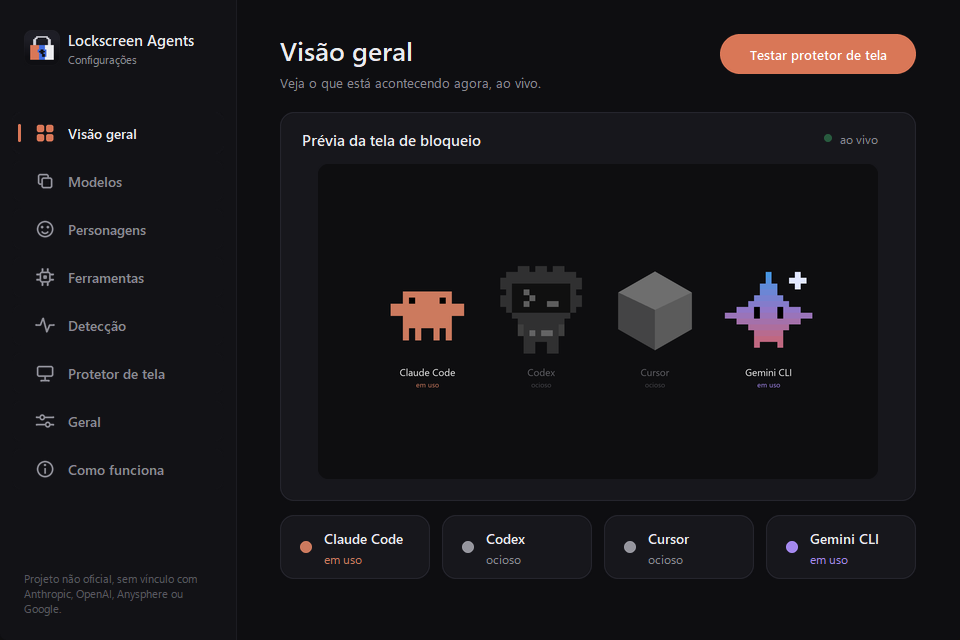 Lockscreen Agents
Configurações
Visão geral
Modelos
Personagens
Ferramentas
Detecção
Protetor de tela
Geral
Como funciona
Projeto não oficial, sem vínculo com
Anthropic, OpenAI, Anysphere ou
Google.
Visão geral
Veja o que está acontecendo agora, ao vivo.
Testar protetor de tela
Prévia da tela de bloqueio
ao vivo
Claude Code
em uso
Codex
ocioso
Cursor
ocioso
Gemini CLI
em uso
Claude Code
em uso
Codex
ocioso
Cursor
ocioso
Gemini CLI
em uso